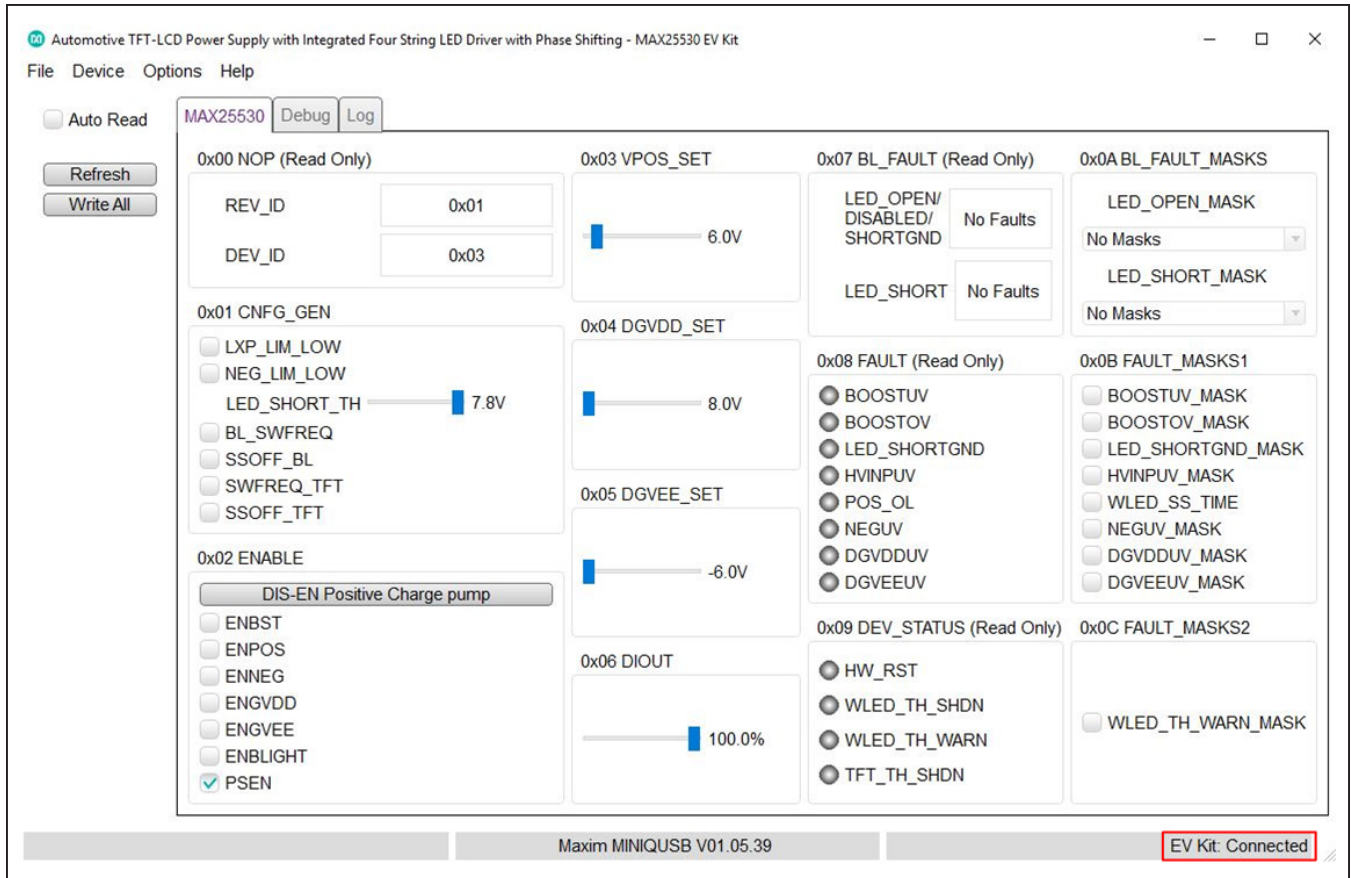 Automotive TFT-LCD Power Supply with Integrated Four String LED Driver with Phase Shifting - MAX25530 EV Kit
File Device Options Help
Auto Read
Refresh
Write All
MAX25530 Debug Log
0x00 NOP (Read Only)
REV_ID 0x01
DEV_ID 0x03
0x01 CNFG_GEN
LXP_LIM_LOW
NEG_LIM_LOW
LED_SHORT_TH 7.8V
BL_SWFREQ
SSOFF_BL
SWFREQ_TFT
SSOFF_TFT
0x02 ENABLE
DIS-EN Positive Charge pump
ENBST
ENPOS
ENNEG
ENGVDD
ENGVEE
ENBLIGHT
PSEN
0x03 VPOS_SET
6.0V
0x04 DGVDD_SET
8.0V
0x05 DGVEE_SET
-6.0V
0x06 DIOUT
100.0%
0x07 BL_FAULT (Read Only)
LED_OPEN/
DISABLED/
SHORTGND
No Faults
LED_SHORT No Faults
0x08 FAULT (Read Only)
BOOSTUV
BOOSTOV
LED_SHORTGND
HVINPUV
POS_OL
NEGUV
DGVDDUV
DGVEEUV
0x09 DEV_STATUS (Read Only)
HW_RST
WLED_TH_SHDN
WLED_TH_WARN
TFT_TH_SHDN
0x0A BL_FAULT_MASKS
LED_OPEN_MASK
No Masks
LED_SHORT_MASK
No Masks
0x0B FAULT_MASKS1
BOOSTUV_MASK
BOOSTOV_MASK
LED_SHORTGND_MASK
HVINPUV_MASK
WLED_SS_TIME
NEGUV_MASK
DGVDDUV_MASK
DGVEEUV_MASK
0x0C FAULT_MASKS2
WLED_TH_WARN_MASK
Maxim MINIQUSB V01.05.39
EV Kit: Connected